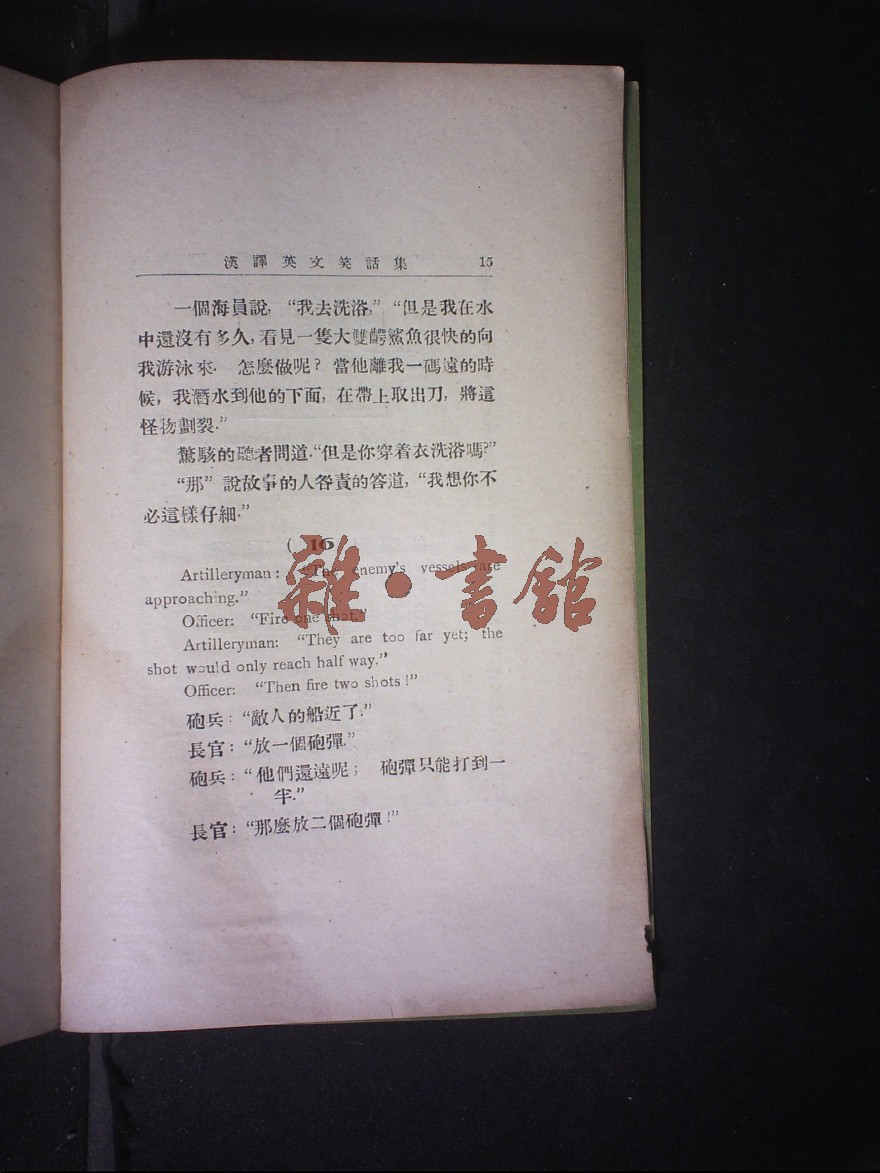 漢譯英文笑話集 15
一個海員說, “我去洗浴,” “但是我在水
中還沒有多久, 看見一隻大雙齶鯊魚很快的向
我游泳來. 怎麼做呢? 當他離我一碼遠的時
候, 我潛水到他的下面, 在帶上取出刀, 將這
怪物劃裂.”
驚駭的聽者問道.“但是你穿着衣洗浴嗎?”
“那” 說故事的人咎責的答道, “我想你不
必這樣仔細.”
( 16 )
Artilleryman: “The enemy's vessels are
approaching.”
Officer: “Fire one shot.”
Artilleryman: “They are too far yet; the
shot would only reach half way.”
Officer: “Then fire two shots!”
砲兵: “敵人的船近了.”
長官: “放一個砲彈.”
砲兵: “他們還遠呢; 砲彈只能打到一
半.”
長官: “那麼放二個砲彈!”
雜·書館